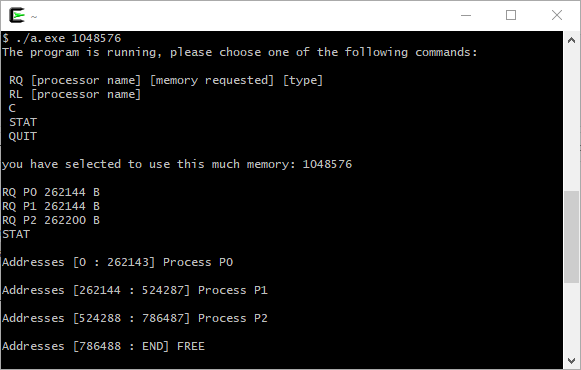 ~
$ ./a.exe 1048576
The program is running, please choose one of the following commands:
RQ [processor name] [memory requested] [type]
RL [processor name]
C
STAT
QUIT
you have selected to use this much memory: 1048576
RQ P0 262144 B
RQ P1 262144 B
RQ P2 262200 B
STAT
Addresses [0 : 262143] Process P0
Addresses [262144 : 524287] Process P1
Addresses [524288 : 786487] Process P2
Addresses [786488 : END] FREE